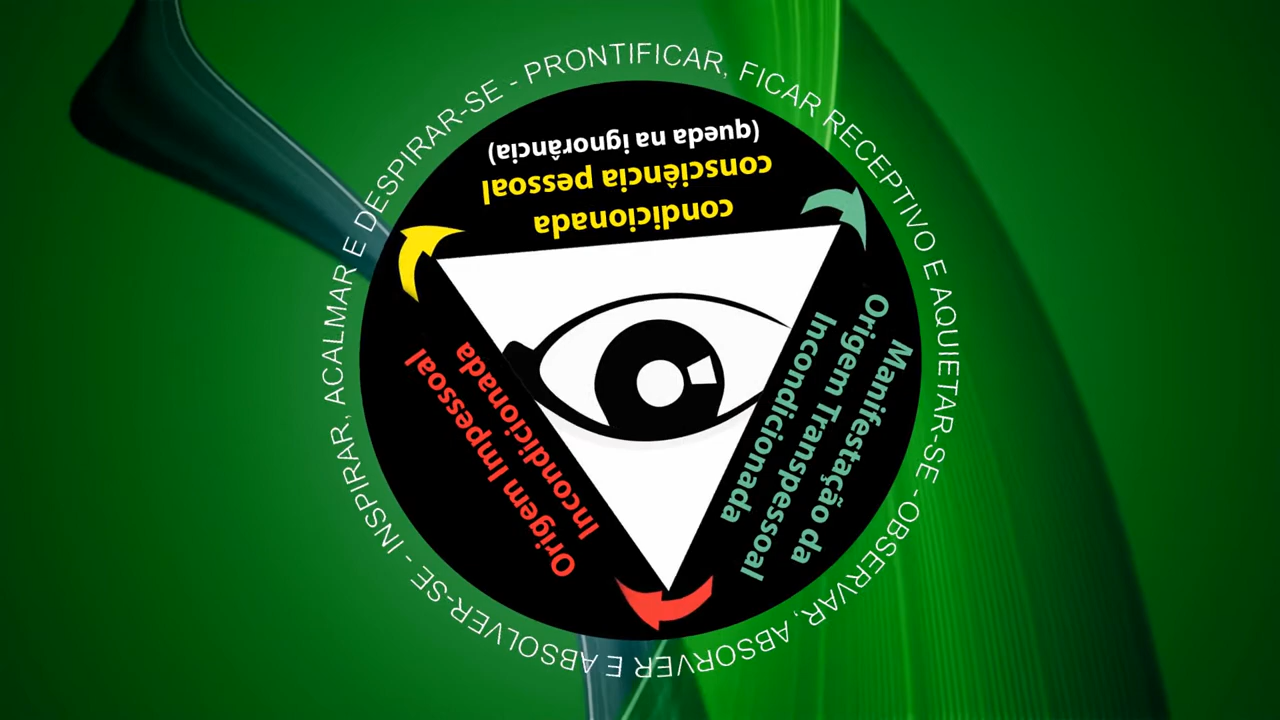 PRONTIFICAR, FICAR RECEPTIVO E AQUIETAR-SE - OBSERVAR, ABSORVER E ABSOLVER-SE - INSPIRAR, ACALMAR E DESPIRAR-SE -
condicionada
consciência pessoal
(queda na ignorância)
Manifestação da
Origem Transpessoal
Incondicionada
Origem Impessoal
Incondicionada